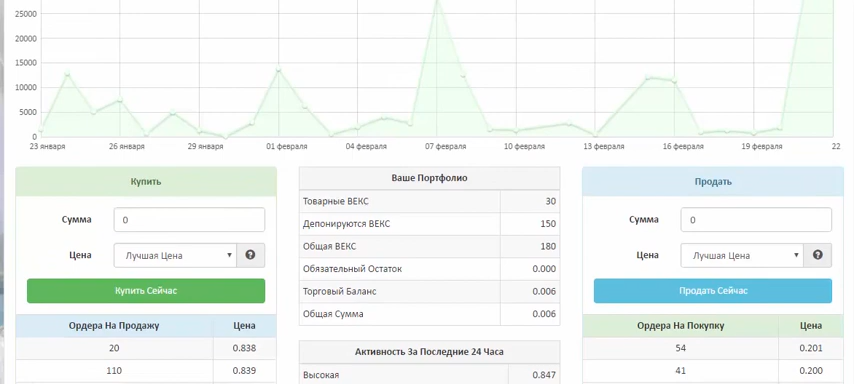 25000
20000
15000
10000
5000
0
23 января 26 января 29 января 01 февраля 04 февраля 07 февраля 10 февраля 13 февраля 16 февраля 19 февраля 22
Купить
Сумма 0
Цена Лучшая Цена
Купить Сейчас
Ордера На Продажу Цена
20 0.838
110 0.839
Ваше Портфолио
Товарные ВЕКС 30
Депонируются ВЕКС 150
Общая ВЕКС 180
Обязательный Остаток 0.000
Торговый Баланс 0.006
Общая Сумма 0.006
Активность За Последние 24 Часа
Высокая 0.847
Продать
Сумма 0
Цена Лучшая Цена
Продать Сейчас
Ордера На Покупку Цена
54 0.201
41 0.200